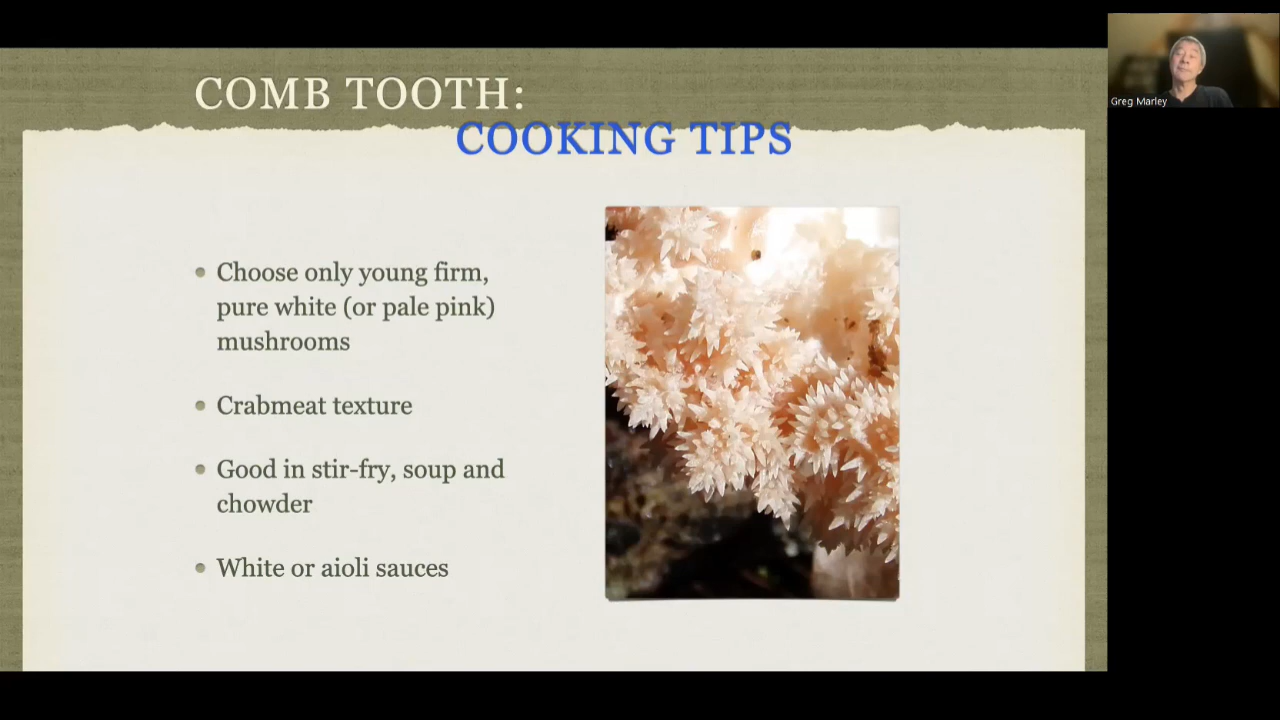 COMB TOOTH:
COOKING TIPS
Greg Marley
• Choose only young firm,
pure white (or pale pink)
mushrooms
• Crabmeat texture
• Good in stir-fry, soup and
chowder
• White or aioli sauces